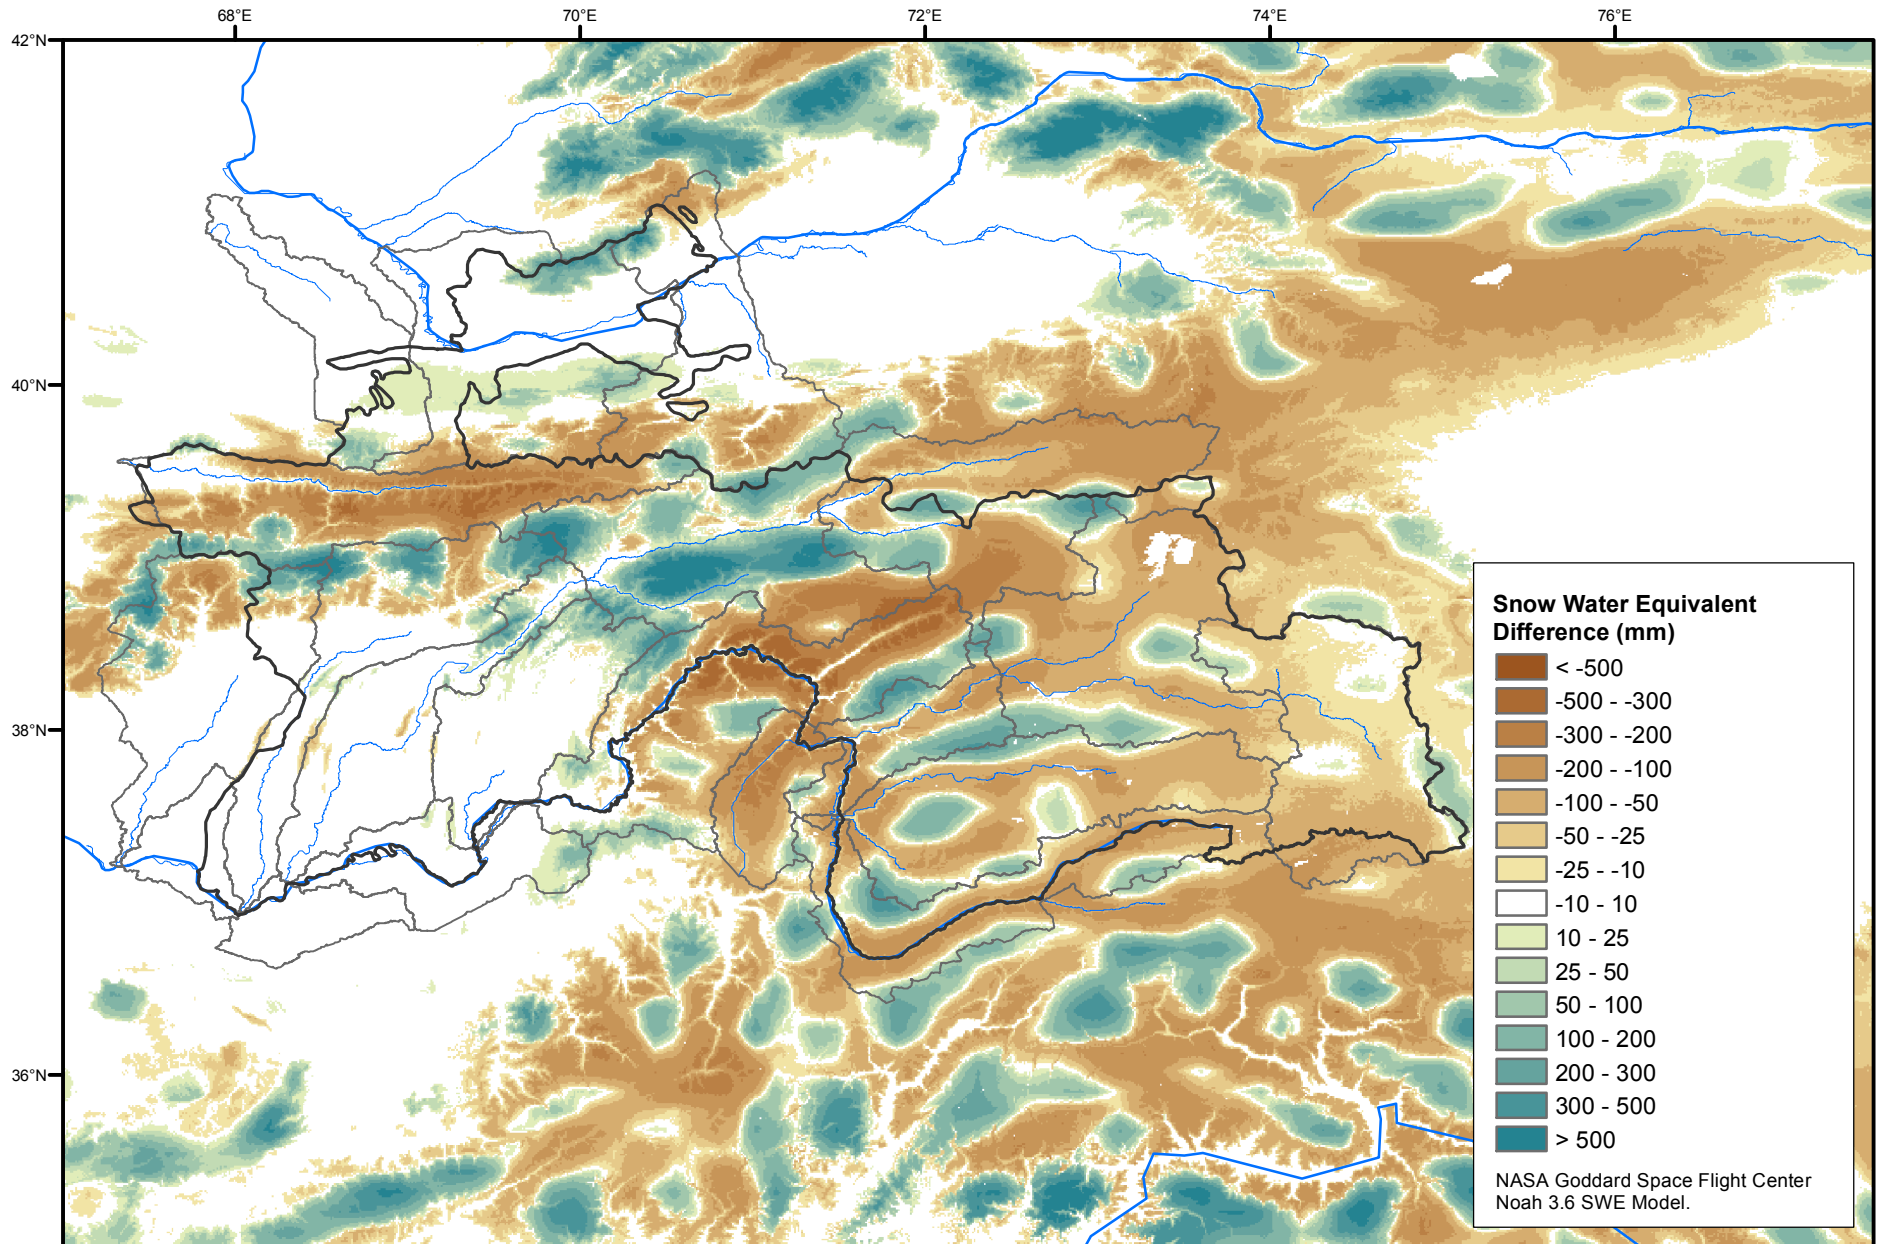 68°E
70°E
72°E
74°E
76°E
42°N
40°N
38°N
36°N
Snow Water Equivalent
Difference (mm)
< -500
-500 - -300
-300 - -200
-200 - -100
-100 - -50
-50 - -25
-25 - -10
-10 - 10
10 - 25
25 - 50
50 - 100
100 - 200
200 - 300
300 - 500
> 500
NASA Goddard Space Flight Center
Noah 3.6 SWE Model.